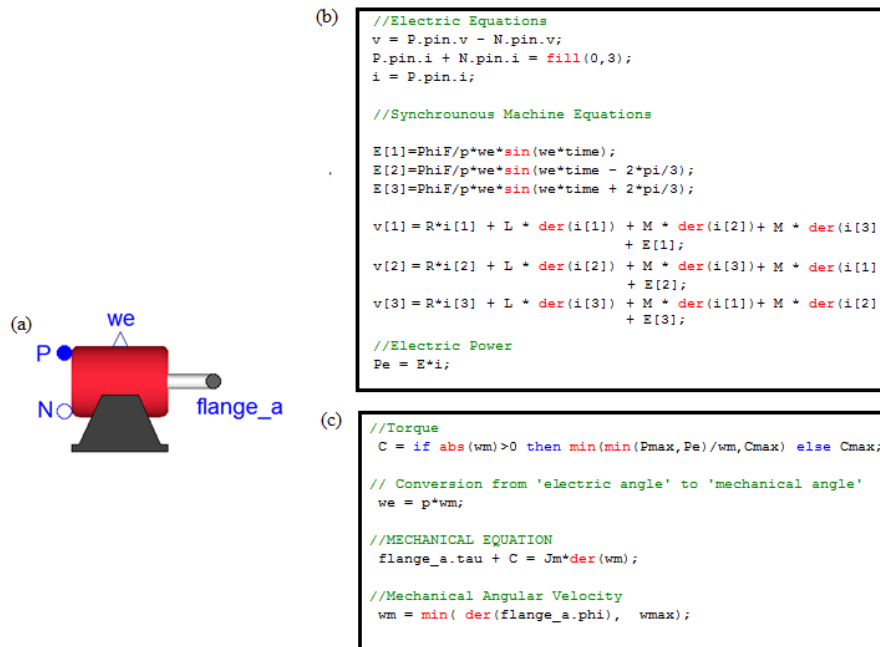 (b)
//Electric Equations
v = P.pin.v - N.pin.v;
P.pin.i + N.pin.i = fill(0,3);
i = P.pin.i;
//Synchrounous Machine Equations
E[1]=PhiF/p*we*sin(we*time);
E[2]=PhiF/p*we*sin(we*time - 2*pi/3);
E[3]=PhiF/p*we*sin(we*time + 2*pi/3);
v[1] = R*i[1] + L * der(i[1]) + M * der(i[2])+ M * der(i[3]
+ E[1];
v[2] = R*i[2] + L * der(i[2]) + M * der(i[3])+ M * der(i[1]
+ E[2];
v[3] = R*i[3] + L * der(i[3]) + M * der(i[1])+ M * der(i[2]
+ E[3];
//Electric Power
Pe = E*i;
(a)
we
P
N
flange_a
(c)
//Torque
C = if abs(wm)>0 then min(min(Pmax,Pe)/wm,Cmax) else Cmax;
// Conversion from 'electric angle' to 'mechanical angle'
we = p*wm;
//MECHANICAL EQUATION
flange_a.tau + C = Jm*der(wm);
//Mechanical Angular Velocity
wm = min( der(flange_a.phi), wmax);